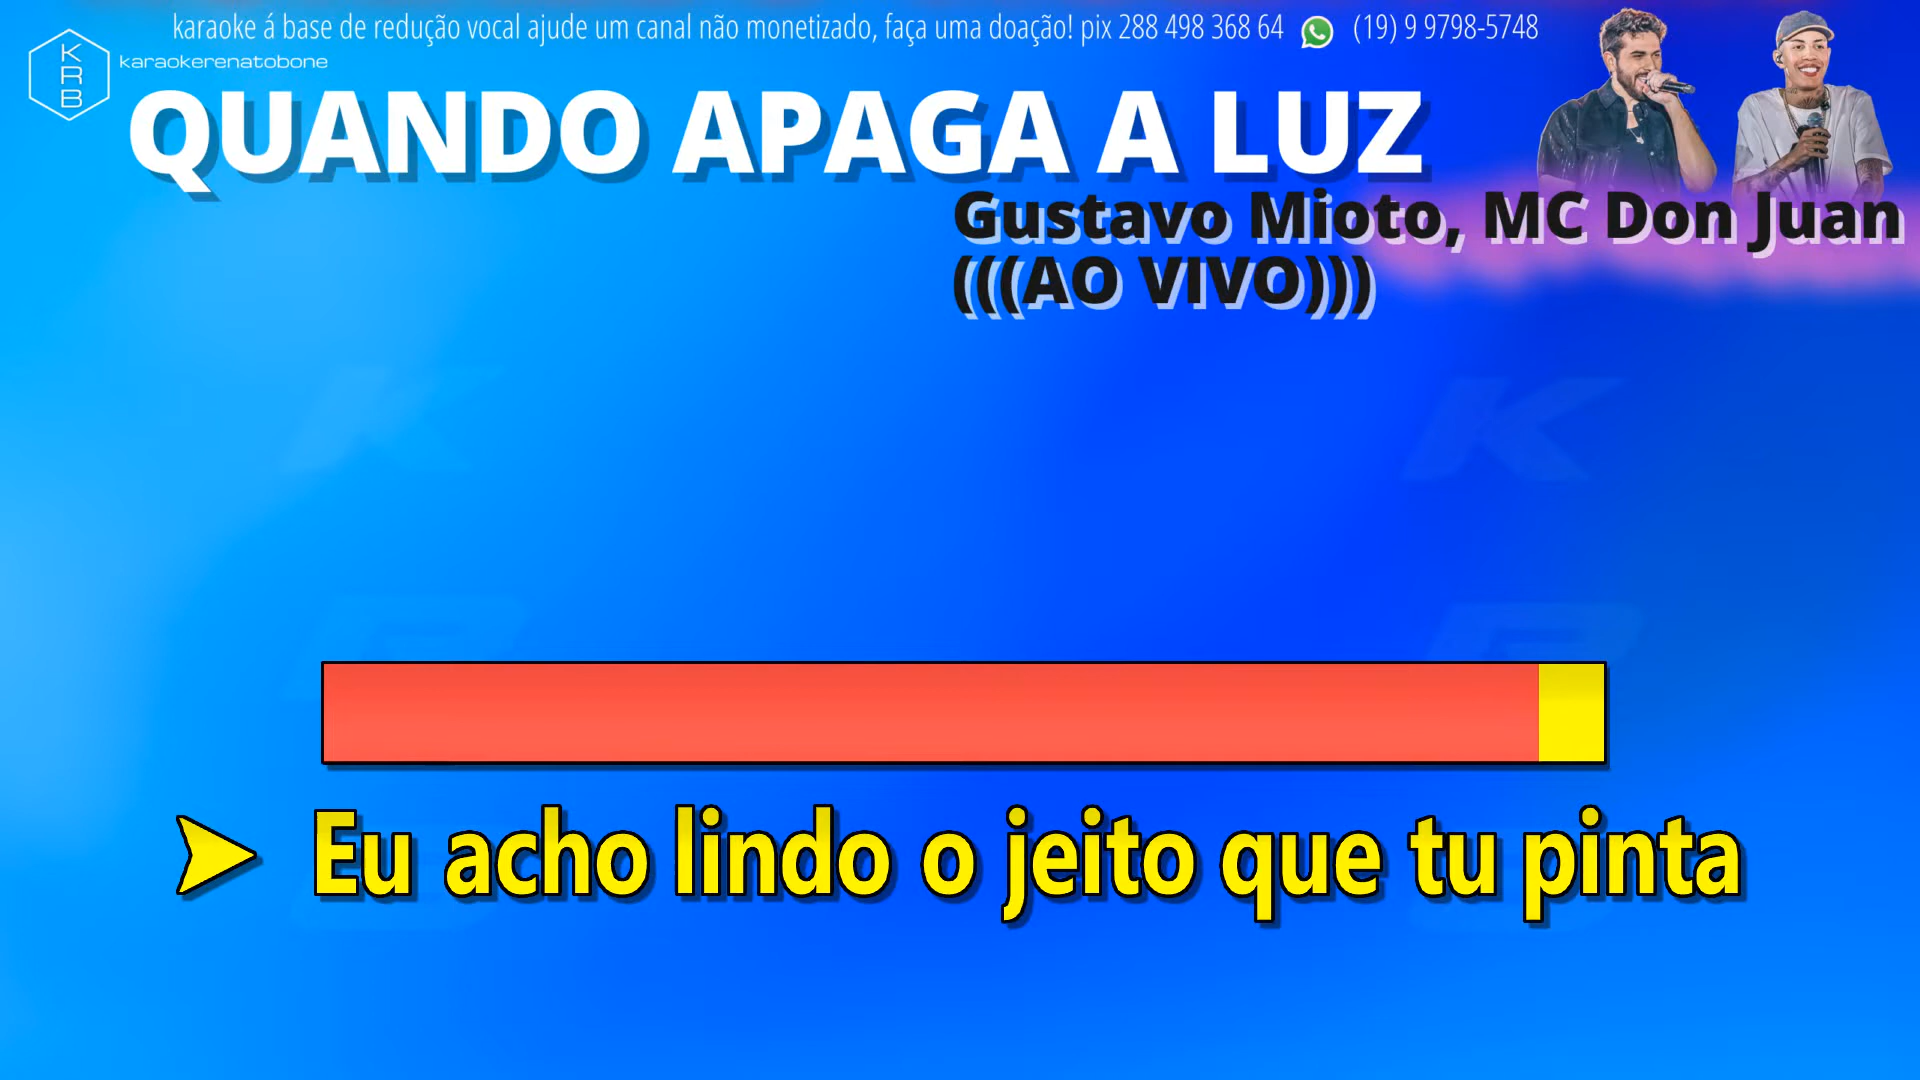 karaoke á base de redução vocal ajude um canal não monetizado, faça uma doação! pix 288 498 368 64 (19) 9 9798-5748
KRB karaokerenatobone
QUANDO APAGA A LUZ
Gustavo Mioto, MC Don Juan
(((AO VIVO)))
K K
R R
Eu acho lindo o jeito que tu pinta
B B